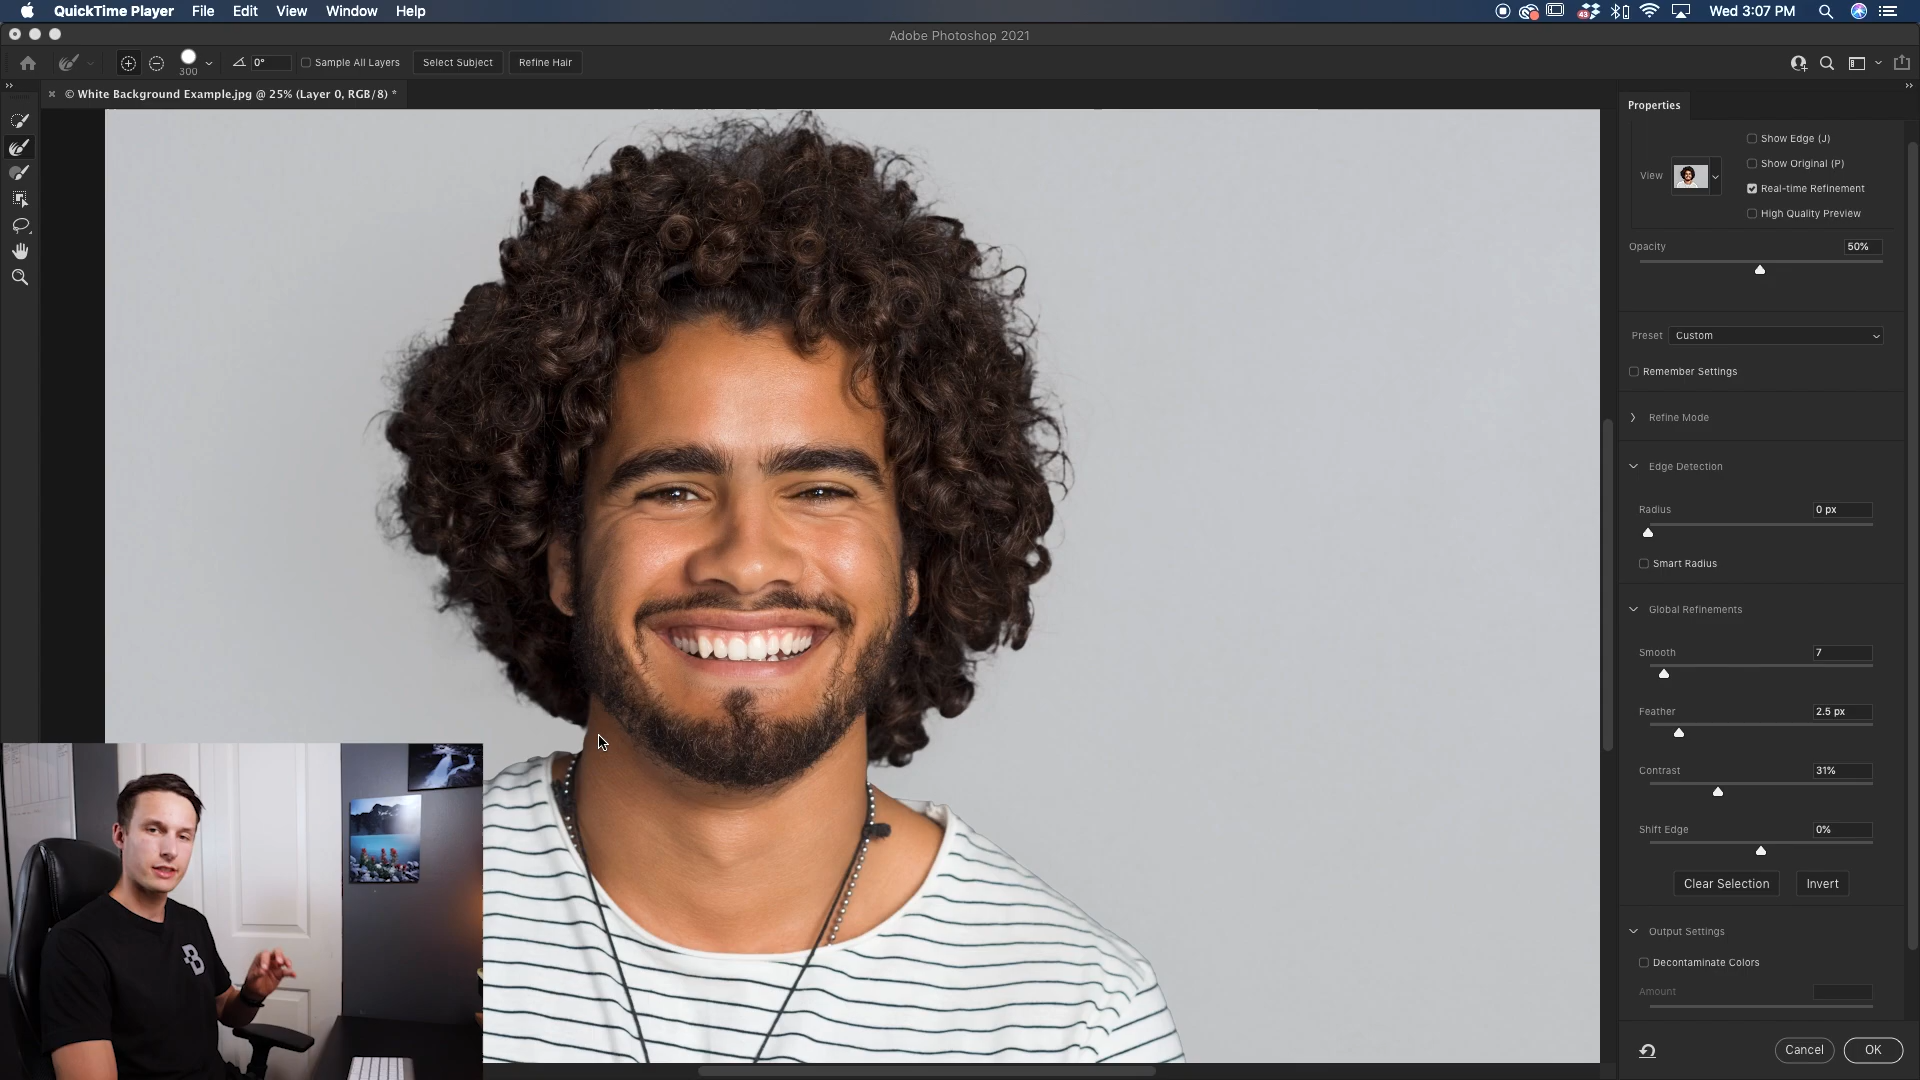 QuickTime Player File Edit View Window Help
43
Wed 3:07 PM
Adobe Photoshop 2021
300
0°
Sample All Layers
Select Subject
Refine Hair
© White Background Example.jpg @ 25% (Layer 0, RGB/8) *
Properties
Show Edge (J)
Show Original (P)
View
Real-time Refinement
High Quality Preview
Opacity 50%
Preset Custom
Remember Settings
Refine Mode
Edge Detection
Radius 0 px
Smart Radius
Global Refinements
Smooth 7
Feather 2.5 px
Contrast 31%
Shift Edge 0%
Clear Selection Invert
Output Settings
Decontaminate Colors
Amount
Cancel OK
B